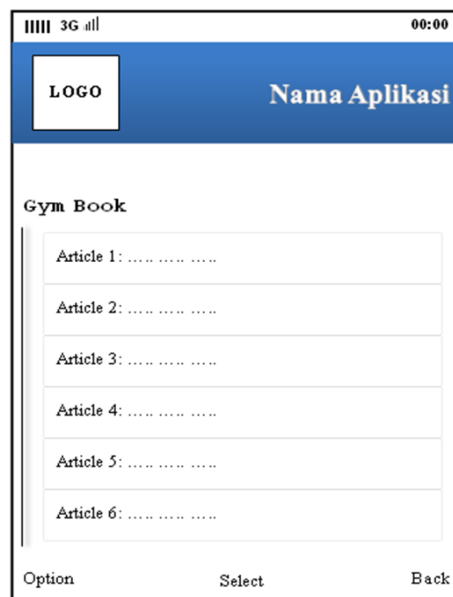 3G 00:00
LOGO
Nama Aplikasi
Gym Book
Article 1: ..... ..... .....
Article 2: ..... ..... .....
Article 3: ..... ..... .....
Article 4: ..... ..... .....
Article 5: ..... ..... .....
Article 6: ..... ..... .....
Option Select Back